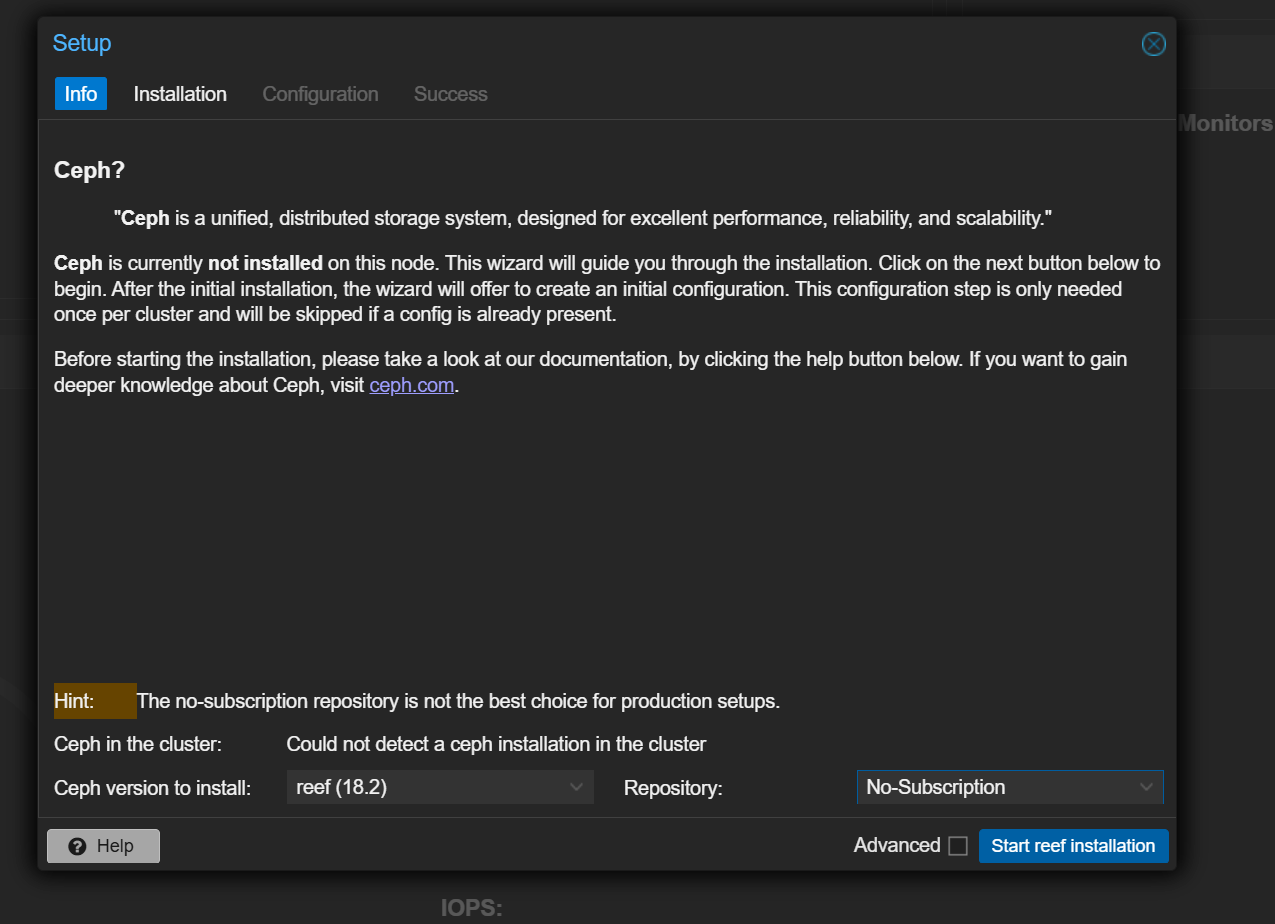 Setup
Info Installation Configuration Success
Monitors
Ceph?
"Ceph is a unified, distributed storage system, designed for excellent performance, reliability, and scalability."
Ceph is currently not installed on this node. This wizard will guide you through the installation. Click on the next button below to
begin. After the initial installation, the wizard will offer to create an initial configuration. This configuration step is only needed
once per cluster and will be skipped if a config is already present.
Before starting the installation, please take a look at our documentation, by clicking the help button below. If you want to gain
deeper knowledge about Ceph, visit ceph.com.
Hint: The no-subscription repository is not the best choice for production setups.
Ceph in the cluster: Could not detect a ceph installation in the cluster
Ceph version to install: reef (18.2) Repository: No-Subscription
? Help Advanced Start reef installation
IOPS: